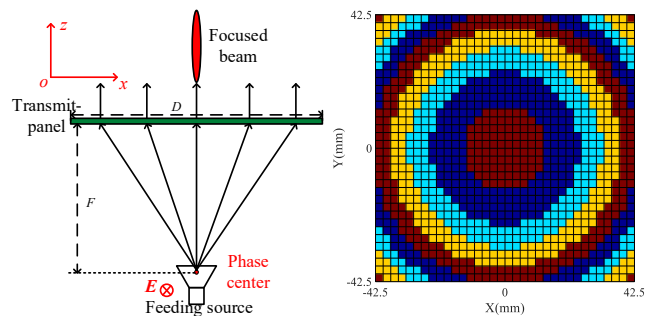 z
o
x
Focused
beam
Transmit-
panel
D
F
Phase
center
E
Feeding source
42.5
0
-42.5
Y(mm)
-42.5
0
42.5
X(mm)